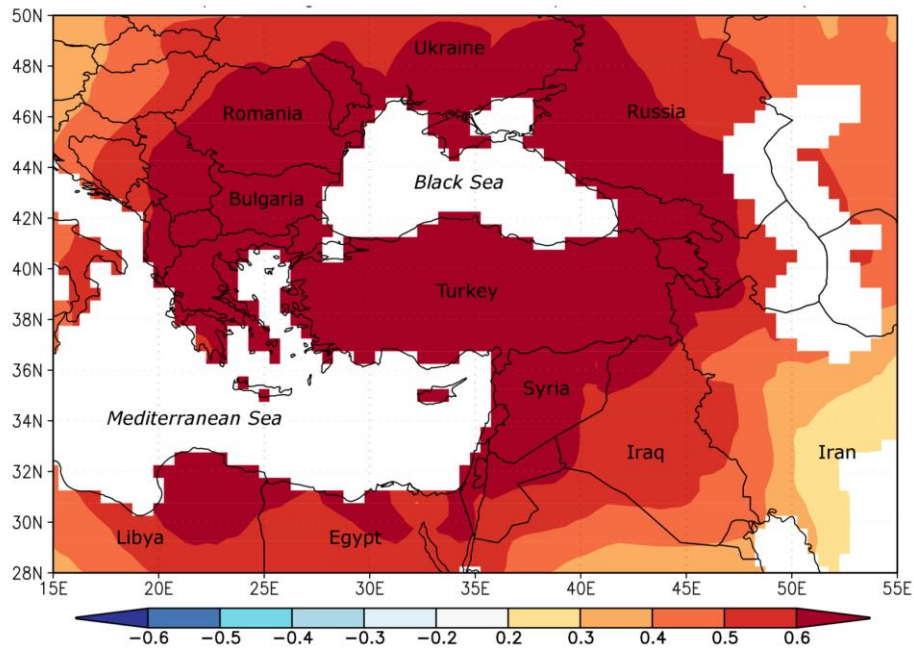 50N
48N
46N
44N
42N
40N
38N
36N
34N
32N
30N
28N
Ukraine
Romania
Russia
Black Sea
Bulgaria
Turkey
Syria
Mediterranean Sea
Iraq
Iran
Libya
Egypt
15E 20E 25E 30E 35E 40E 45E 50E 55E
−0.6 −0.5 −0.4 −0.3 −0.2 0.2 0.3 0.4 0.5 0.6